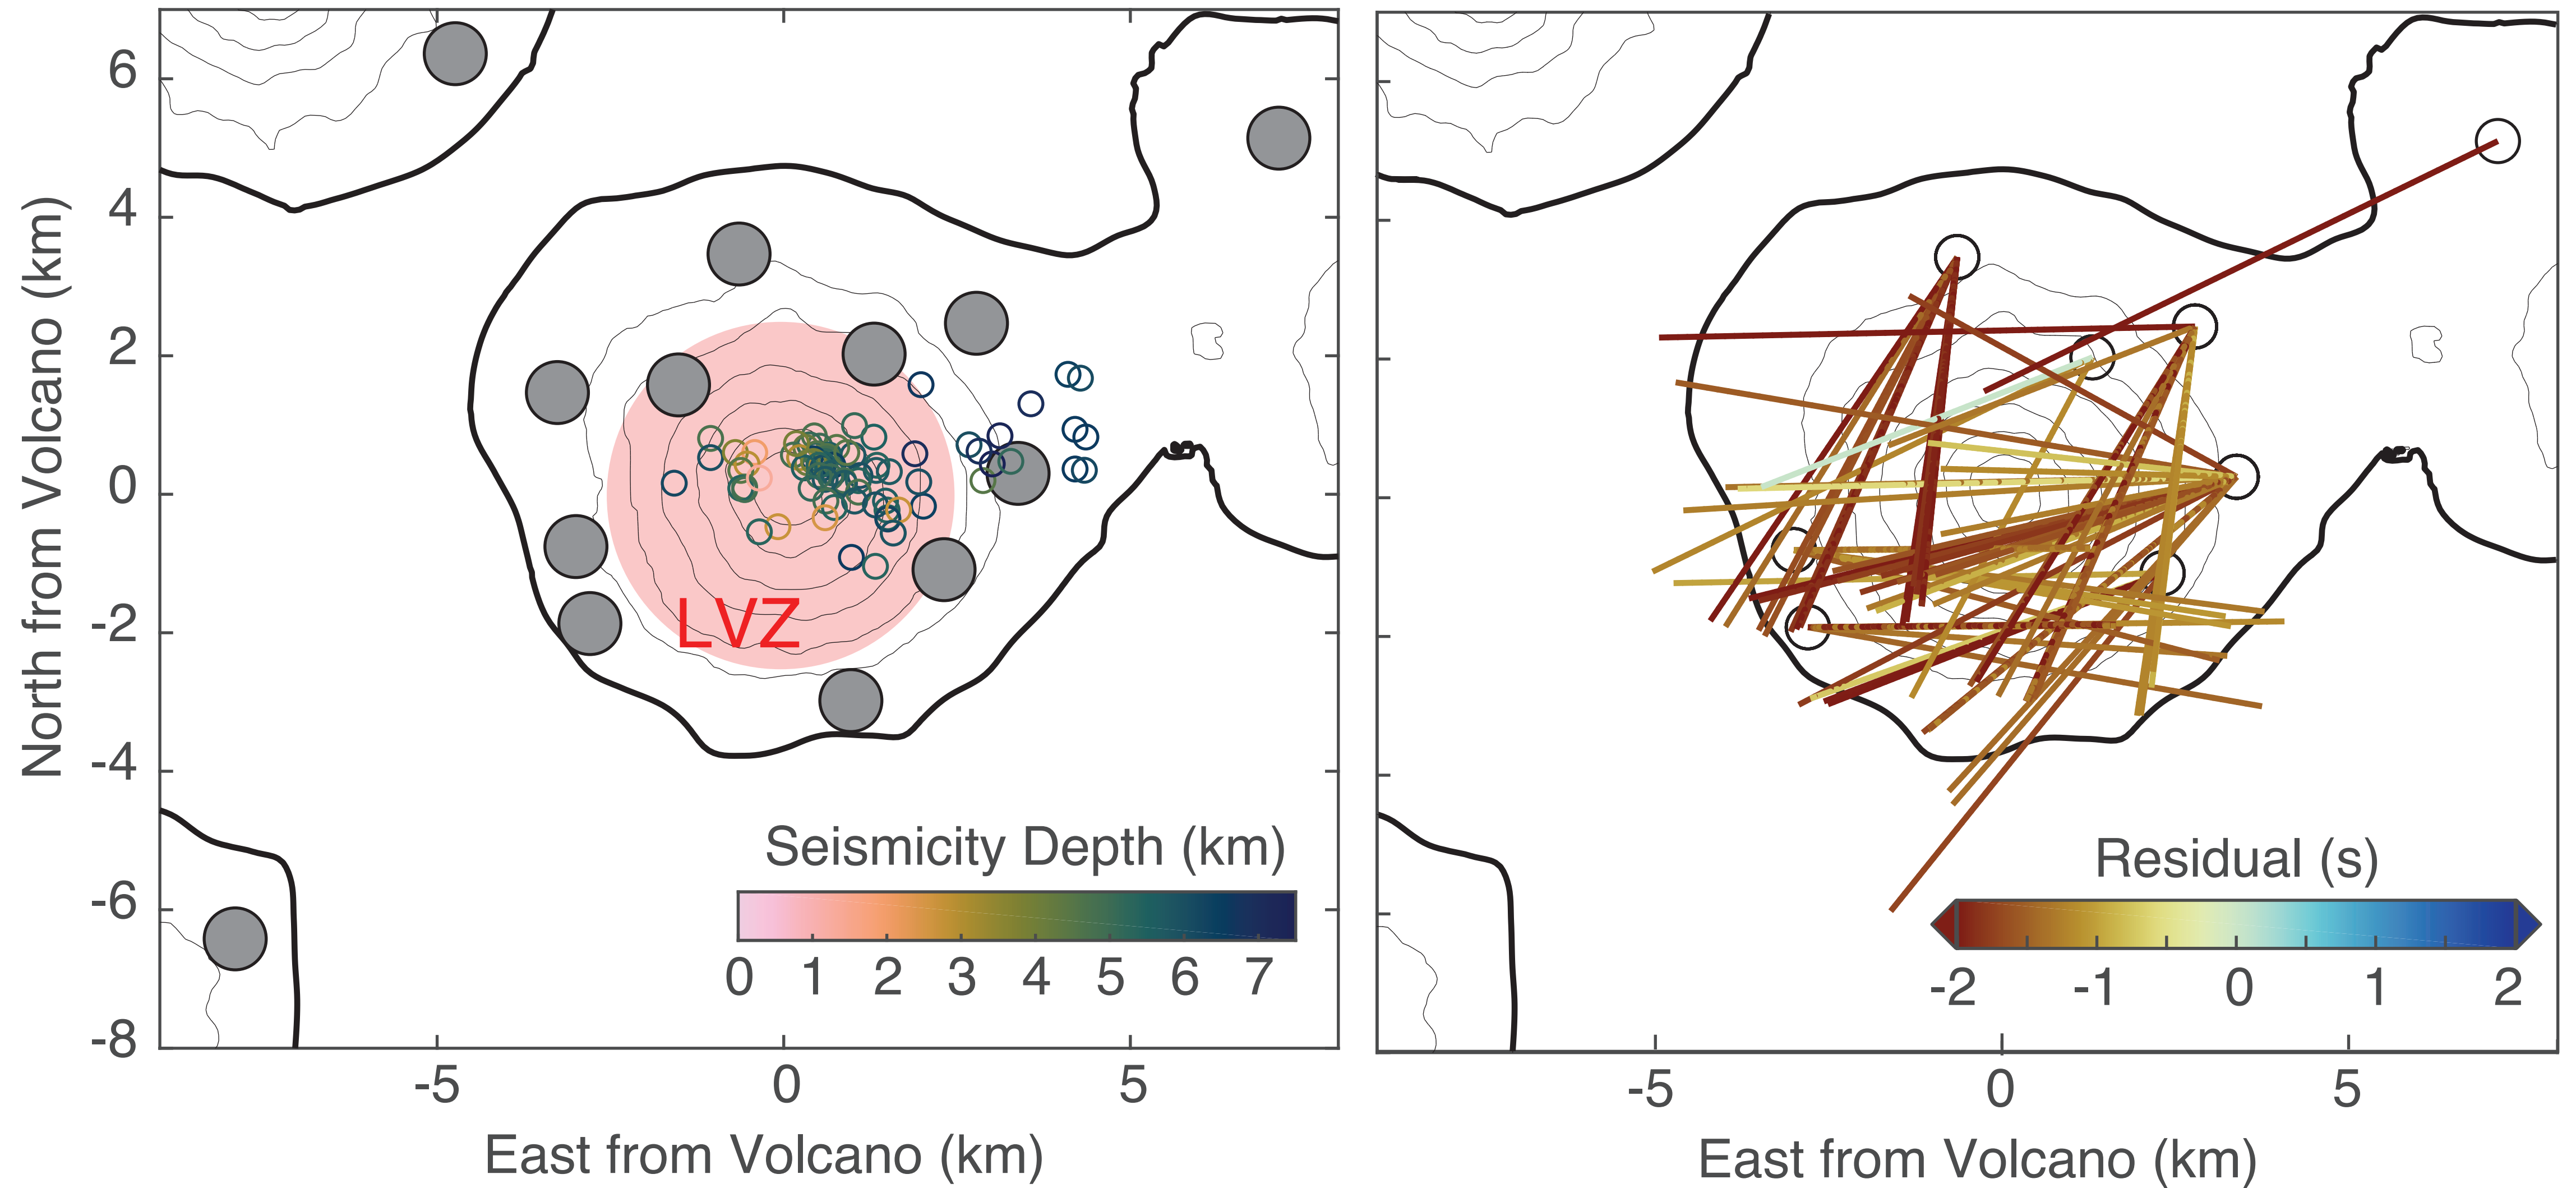 6
4
2
0
-2
-4
-6
-8
North from Volcano (km)
LVZ
Seismicity Depth (km)
0 1 2 3 4 5 6 7
-5 0 5
East from Volcano (km)
Residual (s)
-2 -1 0 1 2
-5 0 5
East from Volcano (km)